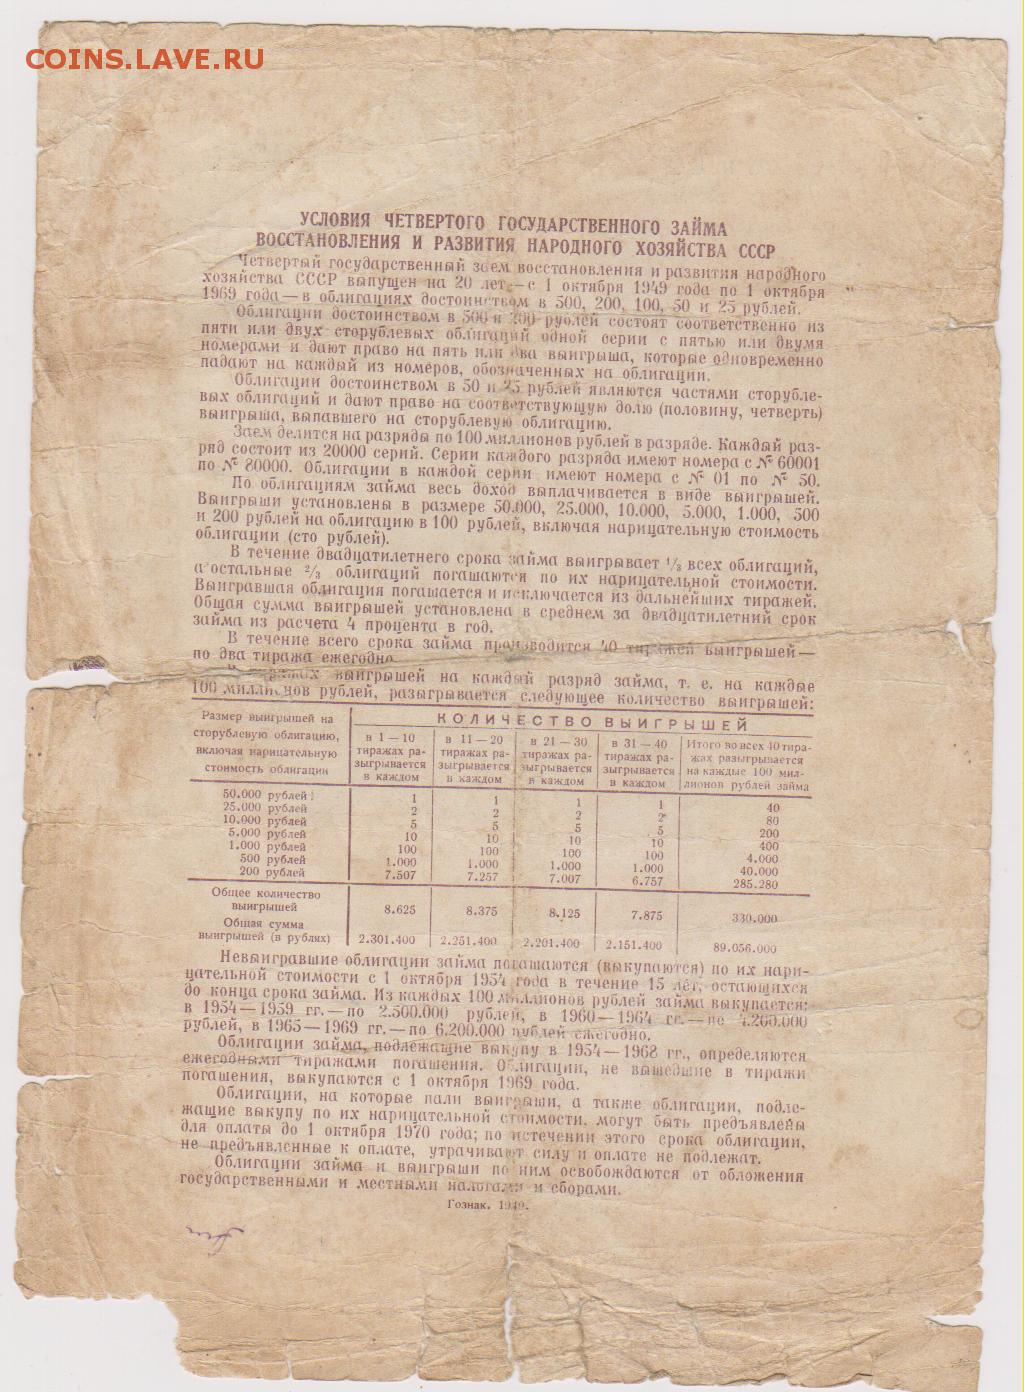 COINS.LAVE.RU
УСЛОВИЯ ЧЕТВЕРТОГО ГОСУДАРСТВЕННОГО ЗАЙМА
ВОССТАНОВЛЕНИЯ И РАЗВИТИЯ НАРОДНОГО ХОЗЯЙСТВА СССР
Четвертый государственный заем восстановления и развития народного
хозяйства СССР выпущен на 20 лет—с 1 октября 1949 года по 1 октября
1969 года—в облигациях достоинством в 500, 200, 100, 50 и 25 рублей.
Облигации достоинством в 500 и 200 рублей состоят соответственно из
пяти или двух сторублевых облигаций одной серии с пятью или двумя
номерами и дают право на пять или два выигрыша, которые одновременно
падают на каждый из номеров, обозначенных на облигации.
Облигации достоинством в 50 и 25 рублей являются частями сторубле-
вых облигаций и дают право на соответствующую долю (половину, четверть)
выигрыша, выпавшего на сторублевую облигацию.
Заем делится на разряды по 100 миллионов рублей в разряде. Каждый раз-
ряд состоит из 20000 серий. Серии каждого разряда имеют номера с № 60001
по № 80000. Облигации в каждой серии имеют номера с № 01 по № 50.
По облигациям займа весь доход выплачивается в виде выигрышей.
Выигрыши установлены в размере 50.000, 25.000, 10.000, 5.000, 1.000, 500
и 200 рублей на облигацию в 100 рублей, включая нарицательную стоимость
облигации (сто рублей).
В течение двадцатилетнего срока займа выигрывает ⅓ всех облигаций,
а остальные ⅔ облигаций погашаются по их нарицательной стоимости.
Выигравшая облигация погашается и исключается из дальнейших тиражей.
Общая сумма выигрышей установлена в среднем за двадцатилетний срок
займа из расчета 4 процента в год.
В течение всего срока займа производится 40 тиражей выигрышей—
по два тиража ежегодно.
В тиражах выигрышей на каждый разряд займа, т. е. на каждые
100 миллионов рублей, разыгрывается следующее количество выигрышей:
Размер выигрышей на сторублевую облигацию, включая нарицательную стоимость облигации
КОЛИЧЕСТВО ВЫИГРЫШЕЙ
в 1—10 тиражах ра-зыгрывается в каждом
в 11—20 тиражах ра-зыгрывается в каждом
в 21—30 тиражах ра-зыгрывается в каждом
в 31—40 тиражах ра-зыгрывается в каждом
Итого во всех 40 тира-жах разыгрывается на каждые 100 мил-лионов рублей займа
50.000 рублей 1 1 1 1 40
25.000 рублей 2 2 2 2 80
10.000 рублей 5 5 5 5 200
5.000 рублей 10 10 10 10 400
1.000 рублей 100 100 100 100 4.000
500 рублей 1.000 1.000 1.000 1.000 40.000
200 рублей 7.507 7.257 7.007 6.757 285.280
Общее количество выигрышей 8.625 8.375 8.125 7.875 330.000
Общая сумма выигрышей (в рублях) 2.301.400 2.251.400 2.201.400 2.151.400 89.056.000
Невыигравшие облигации займа погашаются (выкупаются) по их нари-
цательной стоимости с 1 октября 1954 года в течение 15 лет, остающихся
до конца срока займа. Из каждых 100 миллионов рублей займа выкупается:
в 1954—1959 гг.—по 2.500.000 рублей, в 1960—1964 гг.—по 4.200.000
рублей, в 1965—1969 гг.—по 6.200.000 рублей ежегодно.
Облигации займа, подлежащие выкупу в 1954—1968 гг., определяются
ежегодными тиражами погашения. Облигации, не вышедшие в тиражи
погашения, выкупаются с 1 октября 1969 года.
Облигации, на которые пали выигрыши, а также облигации, подле-
жащие выкупу по их нарицательной стоимости, могут быть предъявлены
для оплаты до 1 октября 1970 года; по истечении этого срока облигации,
не предъявленные к оплате, утрачивают силу и оплате не подлежат.
Облигации займа и выигрыши по ним освобождаются от обложения
государственными и местными налогами и сборами.
Гознак. 1949.